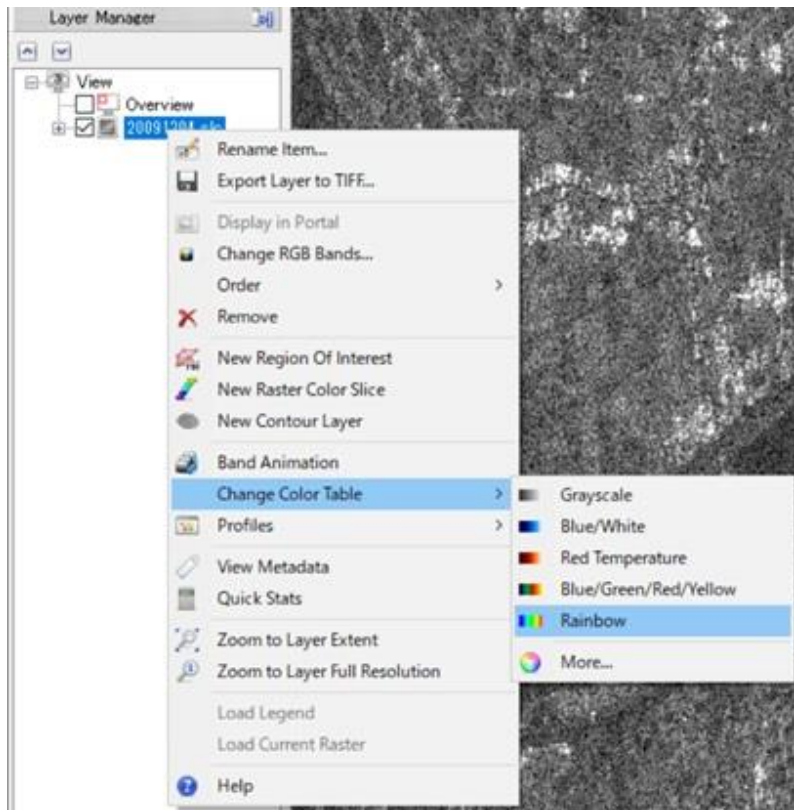 Layer Manager
View
Overview
Rename Item...
Export Layer to TIFF...
Display in Portal
Change RGB Bands...
Order
Remove
New Region Of Interest
New Raster Color Slice
New Contour Layer
Band Animation
Change Color Table
Profiles
View Metadata
Quick Stats
Zoom to Layer Extent
Zoom to Layer Full Resolution
Load Legend
Load Current Raster
Help
Grayscale
Blue/White
Red Temperature
Blue/Green/Red/Yellow
Rainbow
More...